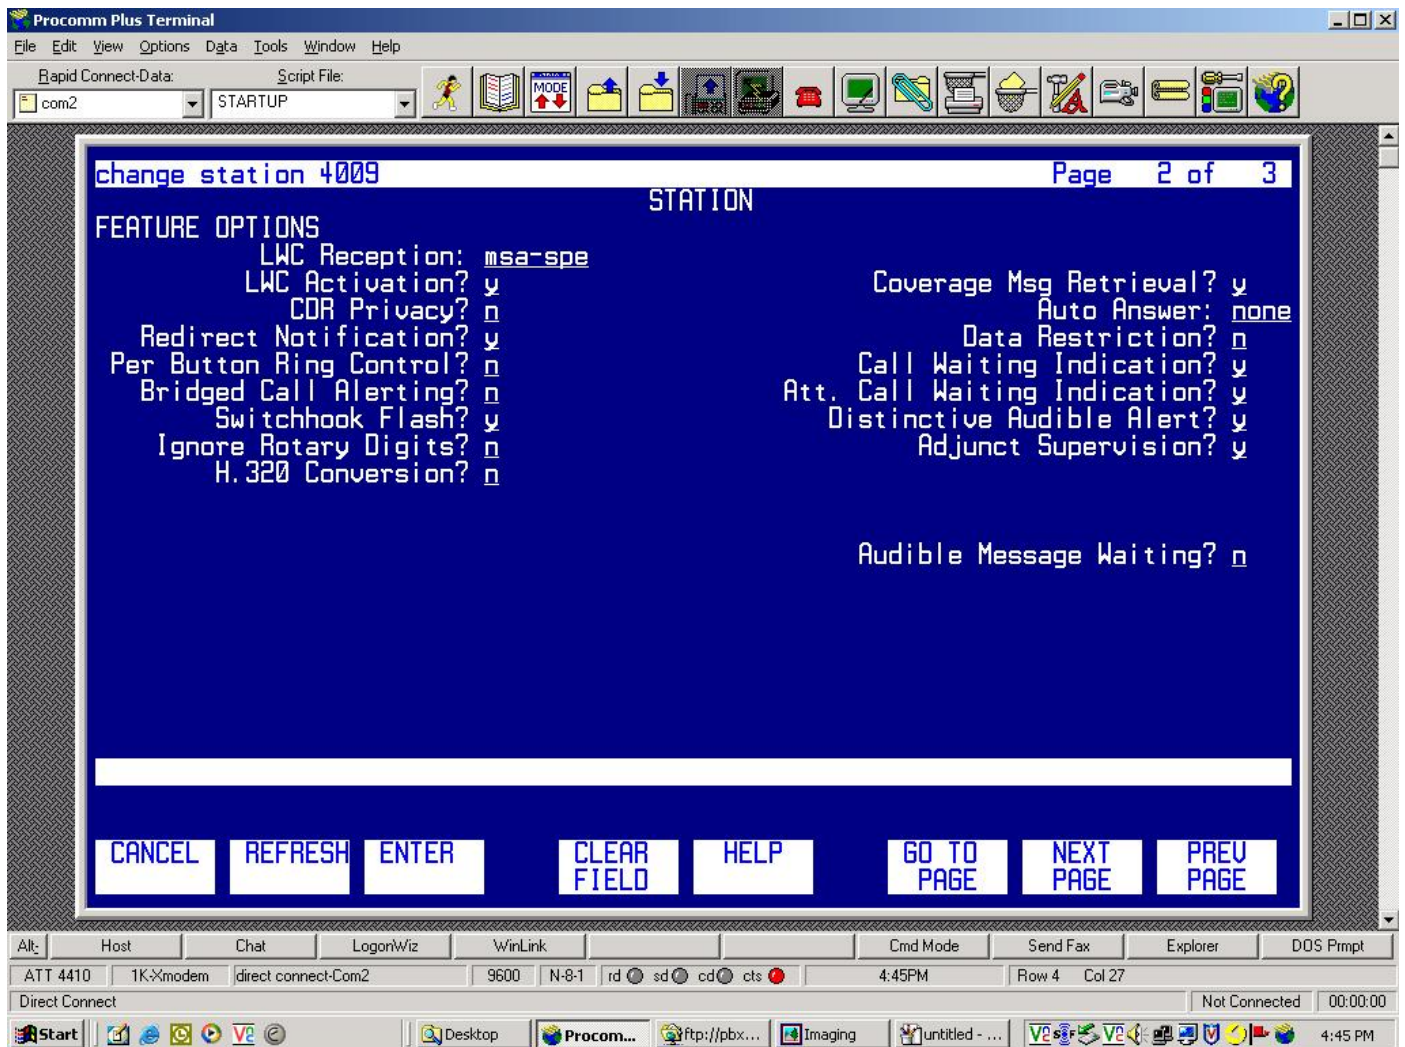 Procomm Plus Terminal
File Edit View Options Data Tools Window Help
Rapid Connect-Data: Script File:
com2 STARTUP
MODE
change station 4009 Page 2 of 3
STATION
FEATURE OPTIONS
LWC Reception: msa-spe
LWC Activation? y Coverage Msg Retrieval? y
CDR Privacy? n Auto Answer: none
Redirect Notification? y Data Restriction? n
Per Button Ring Control? n Call Waiting Indication? y
Bridged Call Alerting? n Att. Call Waiting Indication? y
Switchhook Flash? y Distinctive Audible Alert? y
Ignore Rotary Digits? n Adjunct Supervision? y
H.320 Conversion? n
Audible Message Waiting? n
CANCEL REFRESH ENTER CLEAR FIELD HELP GO TO PAGE NEXT PAGE PREV PAGE
Alt: Host Chat LogonWiz WinLink Cmd Mode Send Fax Explorer DOS Prmpt
ATT 4410 1K-Xmodem direct connect-Com2 9600 N-8-1 rd sd cd cts 4:45PM Row 4 Col 27
Direct Connect Not Connected 00:00:00
Start Desktop Procomm... ftp://pbx... Imaging untitled - ... 4:45 PM